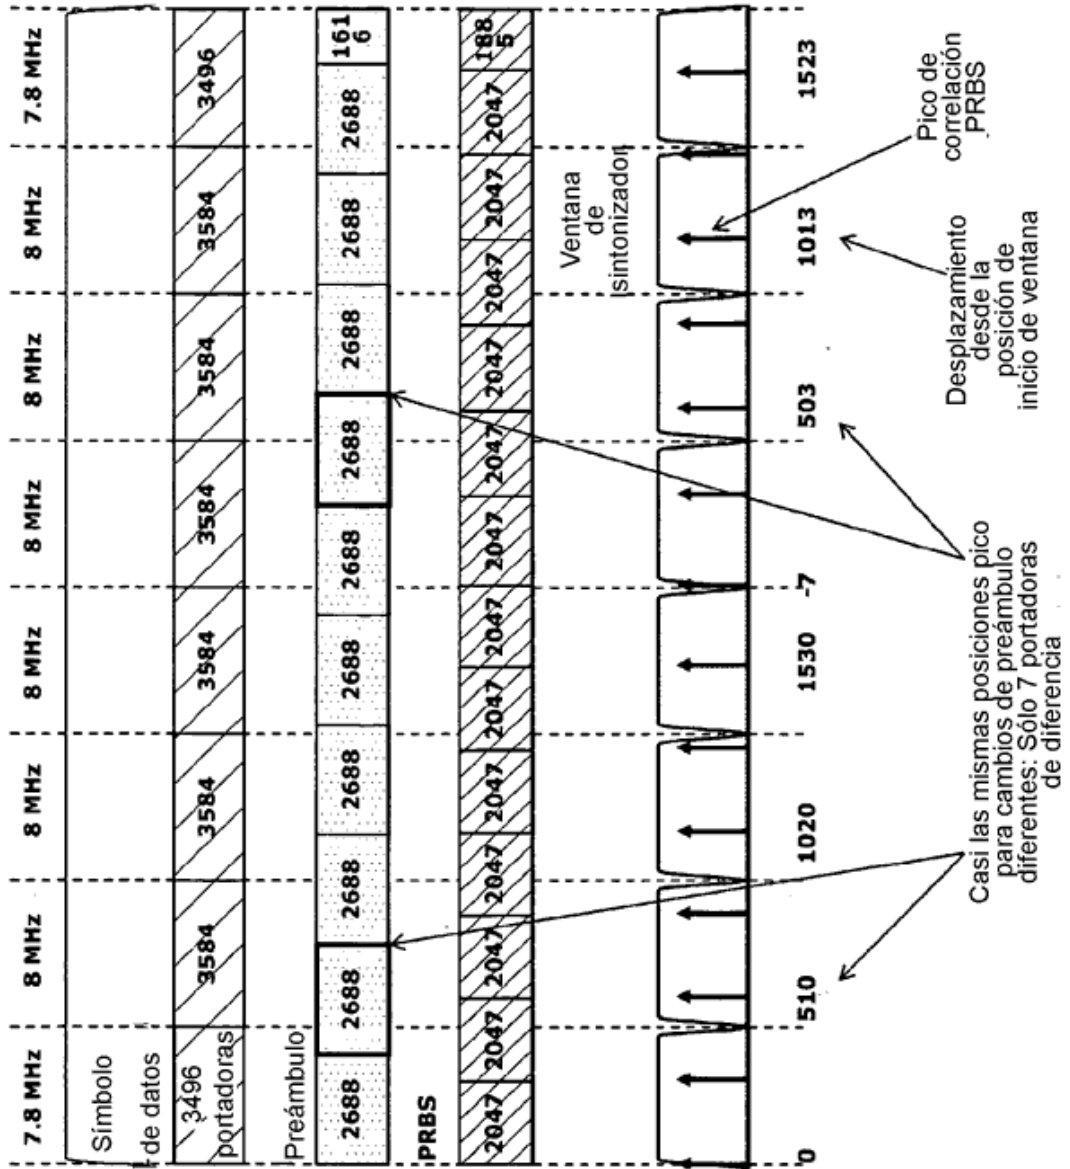 7.8 MHz 8 MHz 8 MHz 8 MHz 8 MHz 8 MHz 8 MHz 7.8 MHz
Símbolo
de datos
3496
portadoras
3584 3584 3584 3584 3584 3584 3496
Preámbulo
2688 2688 2688 2688 2688 2688 2688 2688 2688 2688 161
6
PRBS
2047 2047 2047 2047 2047 2047 2047 2047 2047 2047 2047 2047 2047 188
5
Ventana
de
sintonizador
0 510 1020 1530 -7 503 1013 1523
Casi las mismas posiciones pico
para cambios de preámbulo
diferentes: Sólo 7 portadoras
de diferencia
Desplazamiento
desde la
posición de
inicio de ventana
Pico de
correlación
PRBS